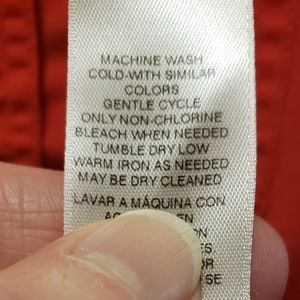 MACHINE WASH
COLD-WITH SIMILAR
COLORS
GENTLE CYCLE
ONLY NON-CHLORINE
BLEACH WHEN NEEDED
TUMBLE DRY LOW
WARM IRON AS NEEDED
MAY BE DRY CLEANED
LAVAR A MÁQUINA CON
SE